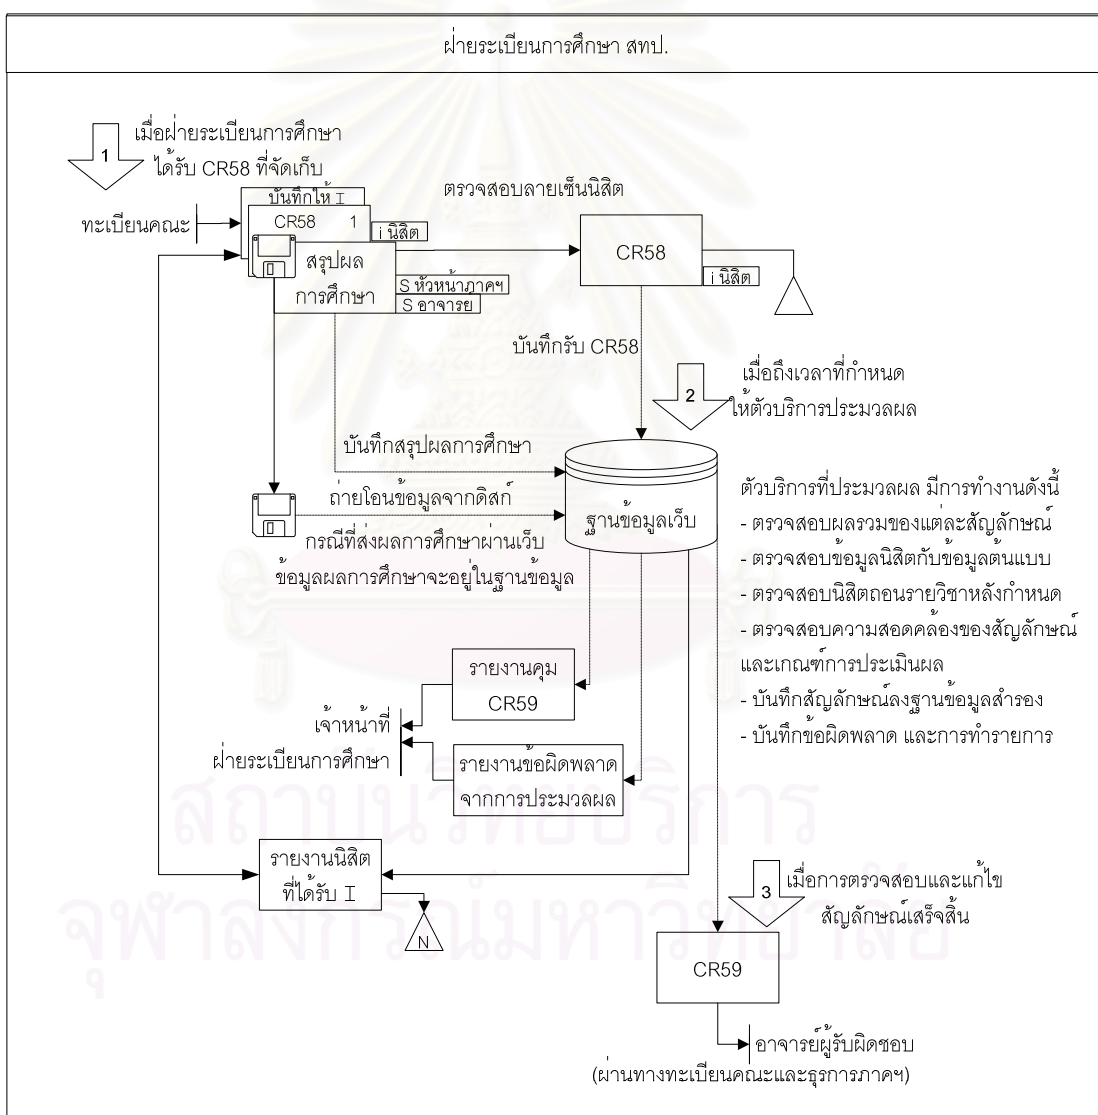 ฝ่ายระเบียนการศึกษา สทป.
1
เมื่อฝ่ายระเบียนการศึกษา
ได้รับ CR58 ที่จัดเก็บ
บันทึกให้ I
ทะเบียนคณะ
CR58 1
i นิสิต
สรุปผล
การศึกษา
S หัวหน้าภาคฯ
S อาจารย์
ตรวจสอบลายเซ็นนิสิต
CR58
i นิสิต
บันทึกรับ CR58
2
เมื่อถึงเวลาที่กำหนด
ให้ตัวบริการประมวลผล
บันทึกสรุปผลการศึกษา
ถ่ายโอนข้อมูลจากดิสก์
กรณีที่ส่งผลการศึกษาผ่านเว็บ
ข้อมูลผลการศึกษาจะอยู่ในฐานข้อมูล
ฐานข้อมูลเว็บ
ตัวบริการที่ประมวลผล มีการทำงานดังนี้
- ตรวจสอบผลรวมของแต่ละสัญลักษณ์
- ตรวจสอบข้อมูลนิสิตกับข้อมูลต้นแบบ
- ตรวจสอบนิสิตถอนรายวิชาหลังกำหนด
- ตรวจสอบความสอดคล้องของสัญลักษณ์
และเกณฑ์การประเมินผล
- บันทึกสัญลักษณ์ลงฐานข้อมูลสำรอง
- บันทึกข้อผิดพลาด และการทำรายการ
รายงานคุม
CR59
เจ้าหน้าที่
ฝ่ายระเบียนการศึกษา
รายงานข้อผิดพลาด
จากการประมวลผล
รายงานนิสิต
ที่ได้รับ I
N
3
เมื่อการตรวจสอบและแก้ไข
สัญลักษณ์เสร็จสิ้น
CR59
อาจารย์ผู้รับผิดชอบ
(ผ่านทางทะเบียนคณะและธุรการภาคฯ)
สถาบันวิทยบริการ
จุฬาลงกรณ์มหาวิทยาลัย